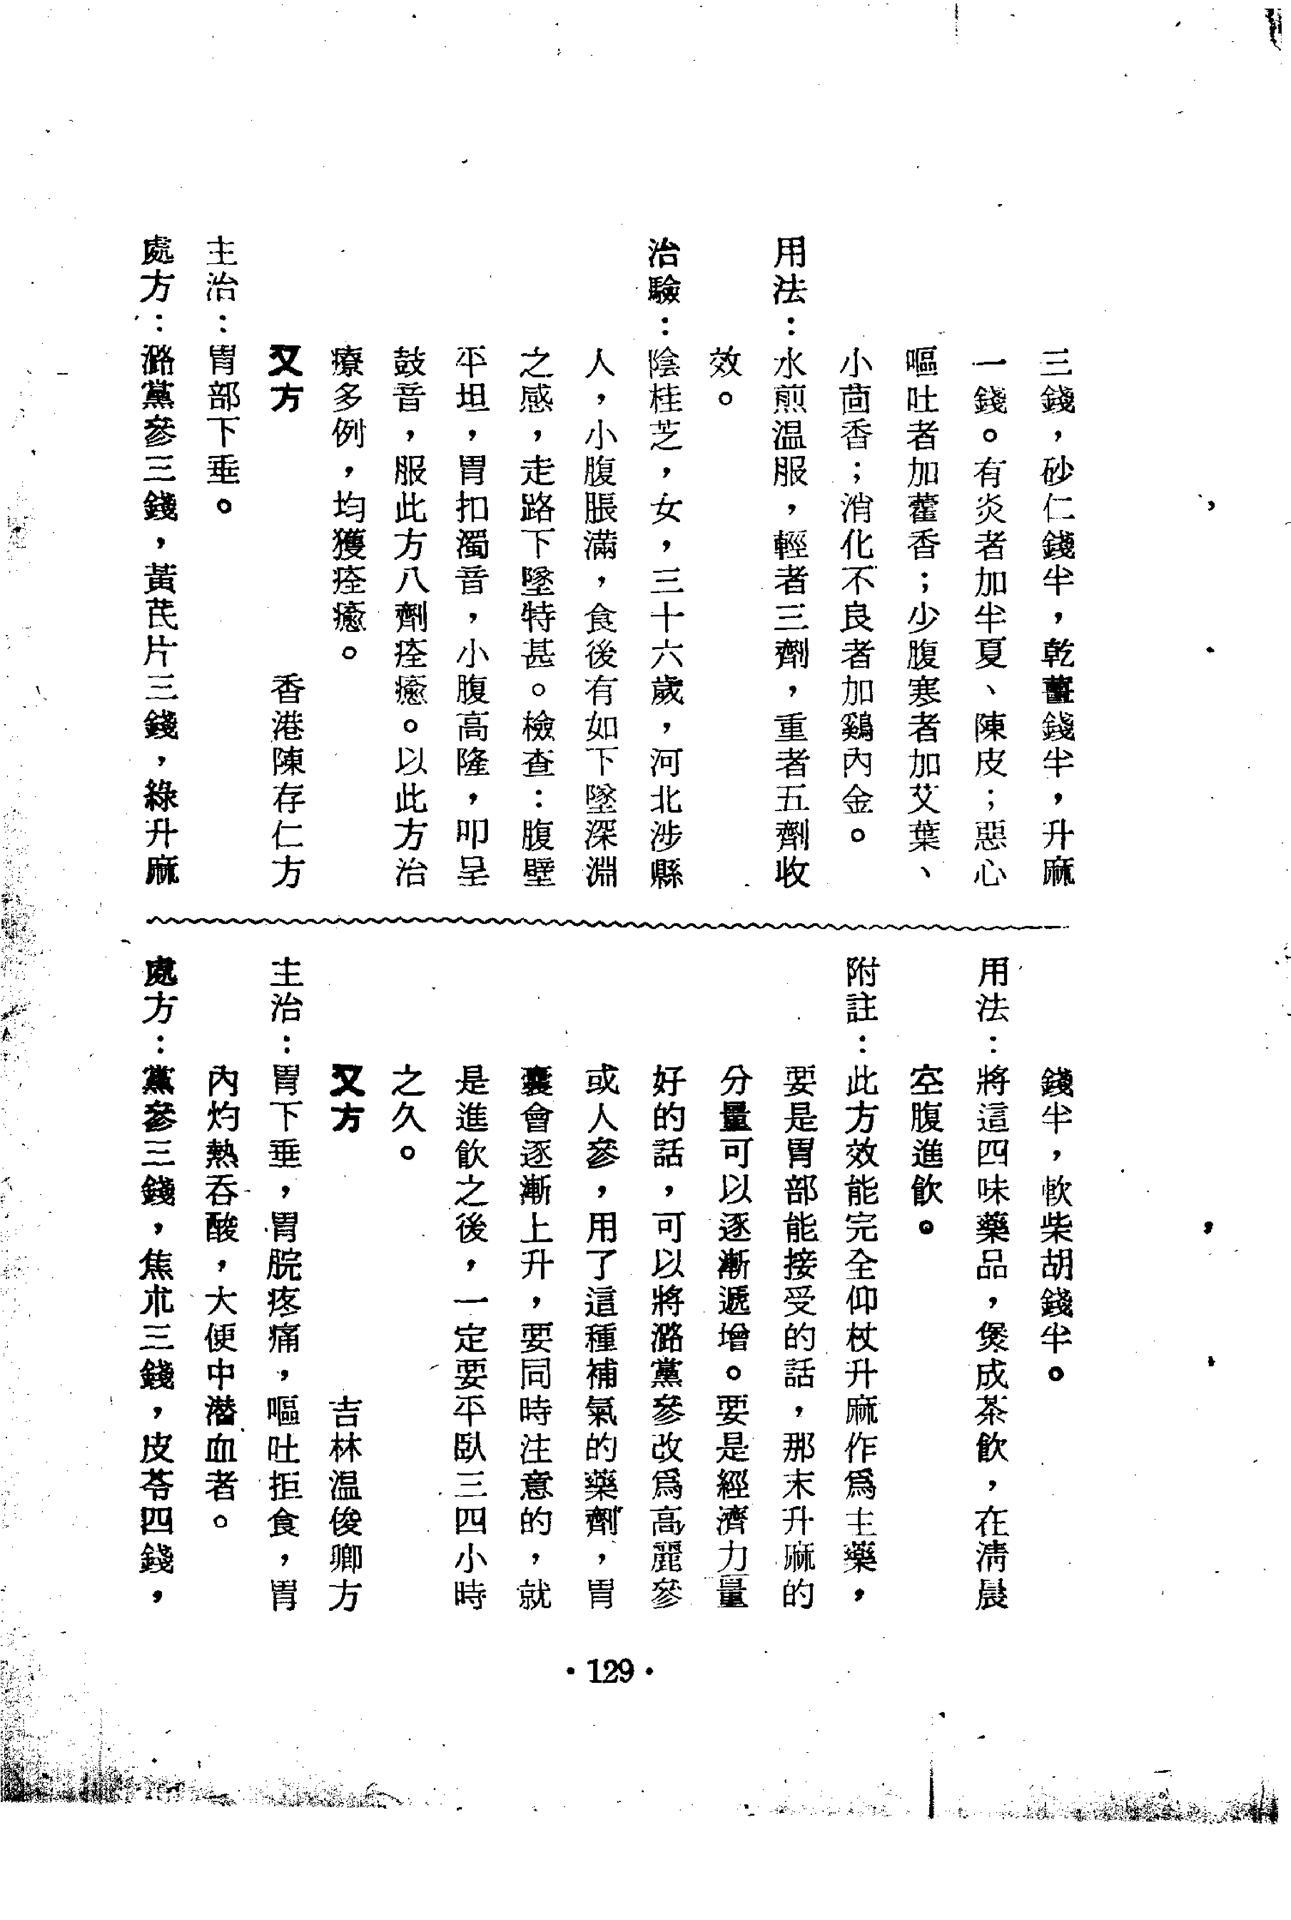 三錢，砂仁錢半，乾薑錢半，升麻
一錢。有炎者加半夏、陳皮；惡心
嘔吐者加藿香；少腹寒者加艾葉、
小茴香；消化不良者加鷄內金。
用法：水煎温服，輕者三劑，重者五劑收
效。
治驗：陰桂芝，女，三十六歲，河北涉縣
人，小腹脹滿，食後有如下墜深淵
之感，走路下墜特甚。檢查：腹壁
平坦，胃扣濁音，小腹高隆，叩呈
鼓音，服此方八劑痊癒。以此方治
療多例，均獲痊癒。
又方　香港陳存仁方
主治：胃部下垂。
處方：潞黨參三錢，黃芪片三錢，綠升麻
錢半，軟柴胡錢半。
用法：將這四味藥品，煲成茶飲，在清晨
空腹進飲。
附註：此方效能完全仰杖升麻作爲主藥，
要是胃部能接受的話，那末升麻的
分量可以逐漸遞增。要是經濟力量
好的話，可以將潞黨參改爲高麗參
或人參，用了這種補氣的藥劑，胃
囊會逐漸上升，要同時注意的，就
是進飲之後，一定要平臥三四小時
之久。
又方　吉林温俊卿方
主治：胃下垂，胃脘疼痛，嘔吐拒食，胃
內灼熱吞酸，大便中潜血者。
處方：黨參三錢，焦朮三錢，皮苓四錢，
·129·